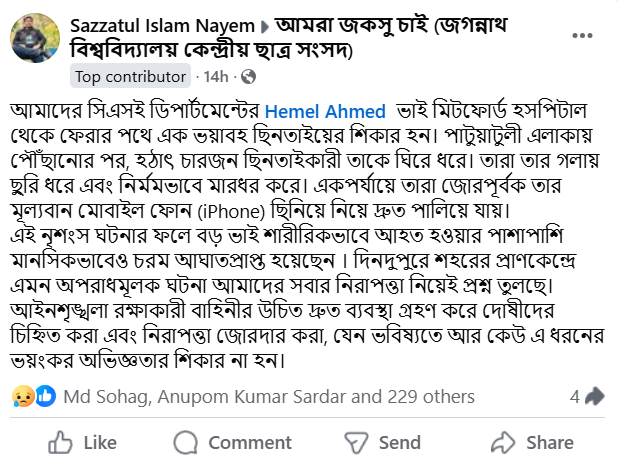 Sazzatul Islam Nayem ▸ আমরা জকসু চাই (জগন্নাথ
বিশ্ববিদ্যালয় কেন্দ্রীয় ছাত্র সংসদ)
Top contributor · 14h ·
আমাদের সিএসই ডিপার্টমেন্টের Hemel Ahmed ভাই মিটফোর্ড হসপিটাল
থেকে ফেরার পথে এক ভয়াবহ ছিনতাইয়ের শিকার হন। পাটুয়াটুলী এলাকায়
পৌঁছানোর পর, হঠাৎ চারজন ছিনতাইকারী তাকে ঘিরে ধরে। তারা তার গলায়
ছুরি ধরে এবং নির্মমভাবে মারধর করে। একপর্যায়ে তারা জোরপূর্বক তার
মূল্যবান মোবাইল ফোন (iPhone) ছিনিয়ে নিয়ে দ্রুত পালিয়ে যায়।
এই নৃশংস ঘটনার ফলে বড় ভাই শারীরিকভাবে আহত হওয়ার পাশাপাশি
মানসিকভাবেও চরম আঘাতপ্রাপ্ত হয়েছেন । দিনদুপুরে শহরের প্রাণকেন্দ্রে
এমন অপরাধমূলক ঘটনা আমাদের সবার নিরাপত্তা নিয়েই প্রশ্ন তুলছে।
আইনশৃঙ্খলা রক্ষাকারী বাহিনীর উচিত দ্রুত ব্যবস্থা গ্রহণ করে দোষীদের
চিহ্নিত করা এবং নিরাপত্তা জোরদার করা, যেন ভবিষ্যতে আর কেউ এ ধরনের
ভয়ংকর অভিজ্ঞতার শিকার না হন।
Md Sohag, Anupom Kumar Sardar and 229 others 4
Like Comment Send Share